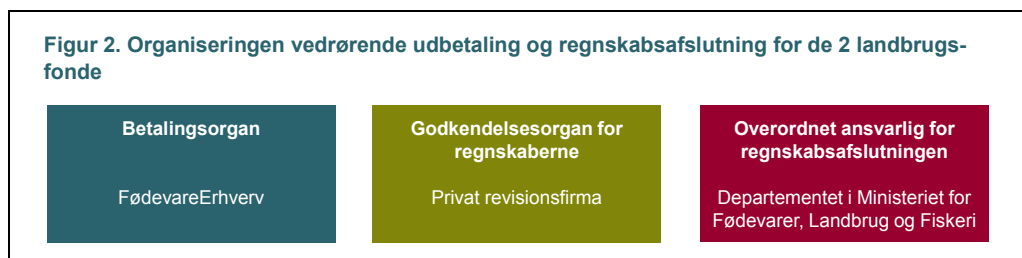 Figur 2. Organiseringen vedrørende udbetaling og regnskabsafslutning for de 2 landbrugs-
fonde
Betalingsorgan
FødevareErhverv
Godkendelsesorgan for
regnskaberne
Privat revisionsfirma
Overordnet ansvarlig for
regnskabsafslutningen
Departementet i Ministeriet for
Fødevarer, Landbrug og Fiskeri